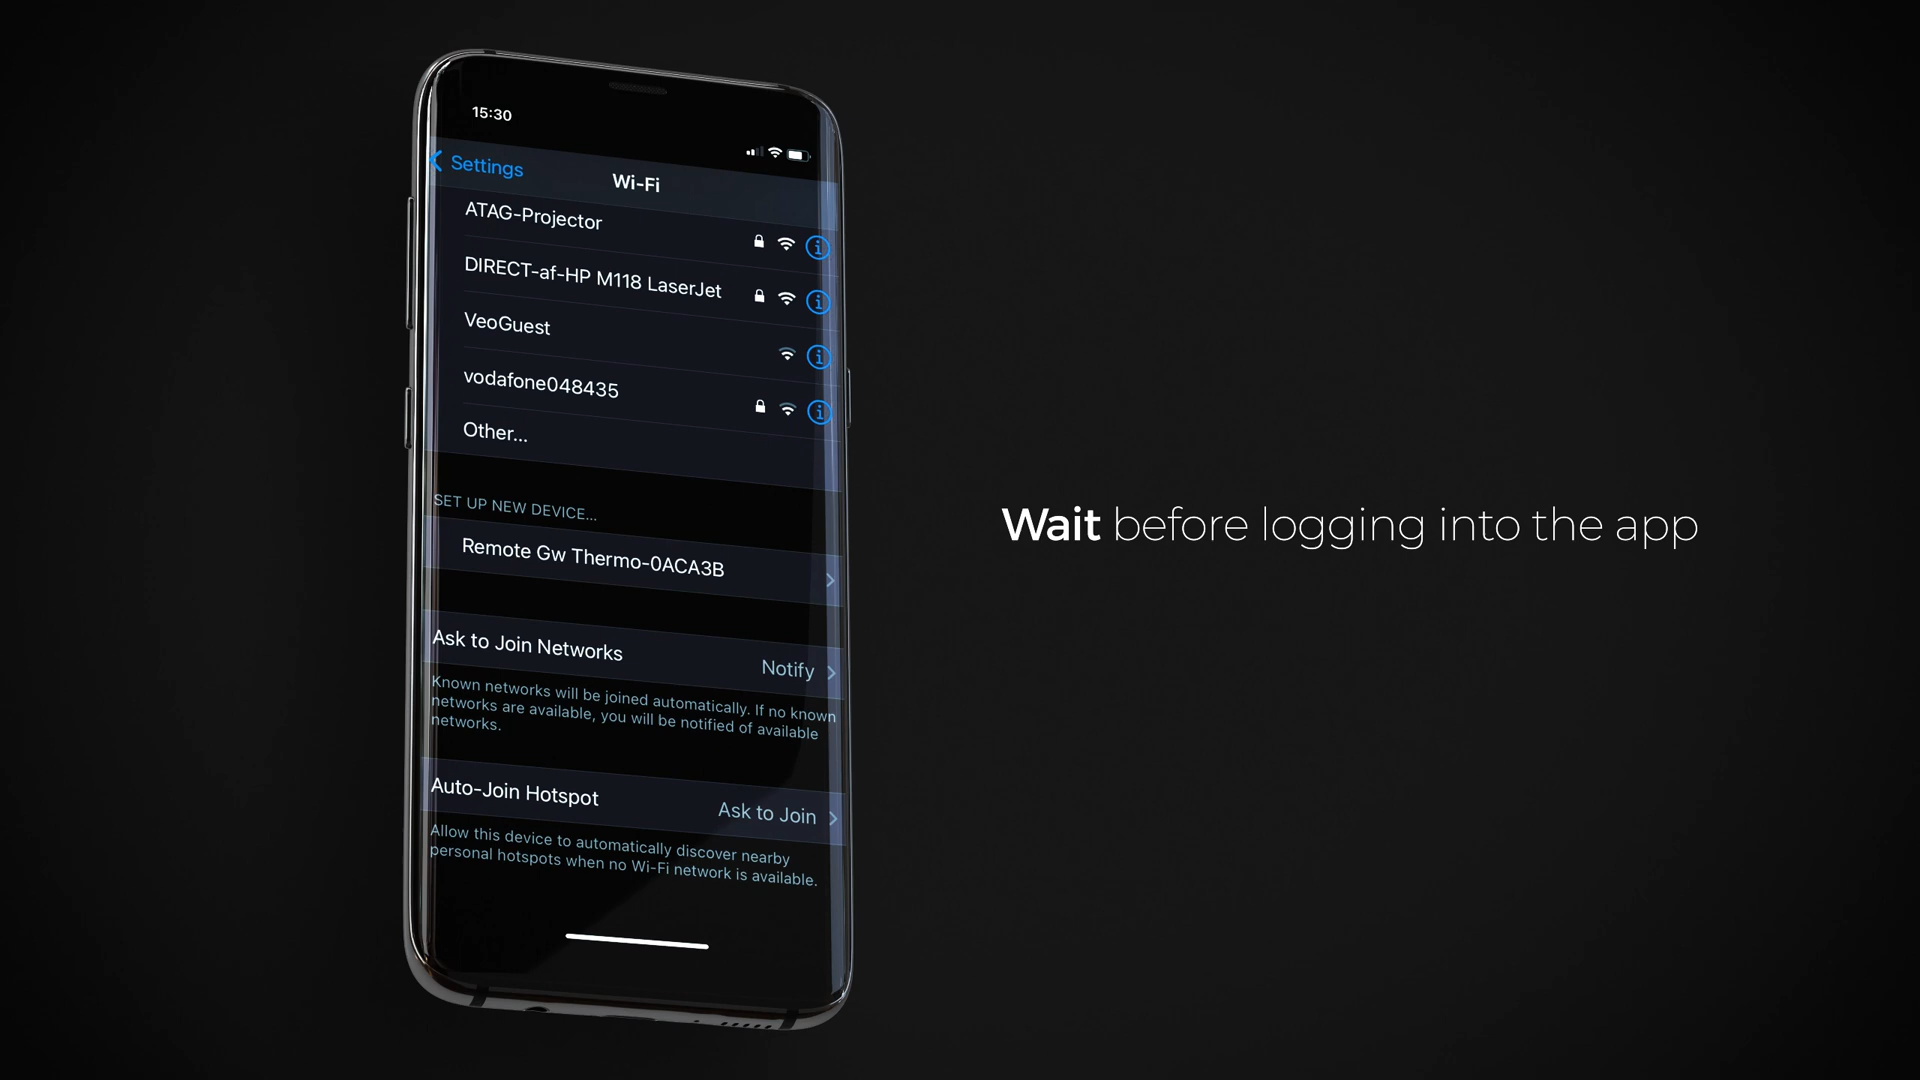 15:30
Settings
Wi-Fi
ATAG-Projector
DIRECT-af-HP M118 LaserJet
VeoGuest
vodafone048435
Other...
SET UP NEW DEVICE...
Remote Gw Thermo-0ACA3B
Ask to Join Networks
Notify
Known networks will be joined automatically. If no known
networks are available, you will be notified of available
networks.
Auto-Join Hotspot
Ask to Join
Allow this device to automatically discover nearby
personal hotspots when no Wi-Fi network is available.
Wait before logging into the app